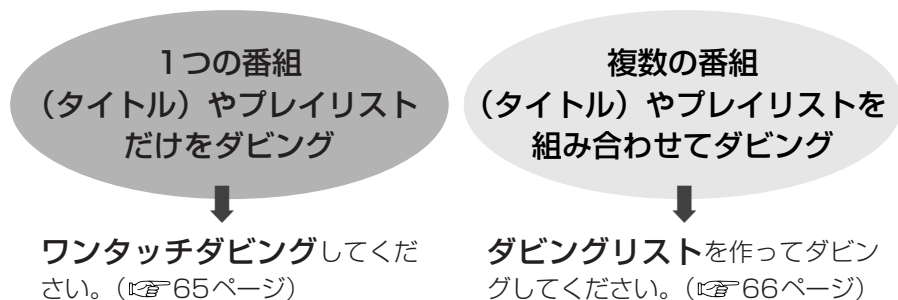 1つの番組
（タイトル）やプレイリスト
だけをダビング
ワンタッチダビングしてくだ
さい。（☞65ページ）
複数の番組
（タイトル）やプレイリストを
組み合わせてダビング
ダビングリストを作ってダビン
グしてください。（☞66ページ）